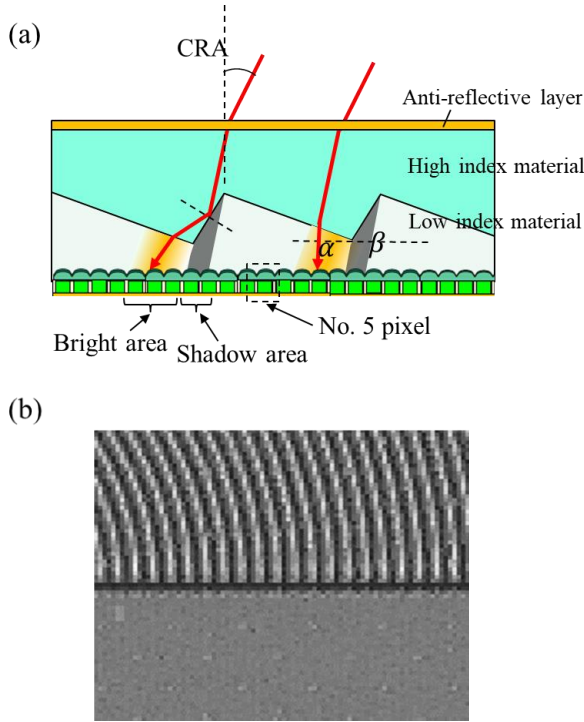 (a)
CRA
Anti-reflective layer
High index material
Low index material
α
β
No. 5 pixel
Bright area
Shadow area
(b)